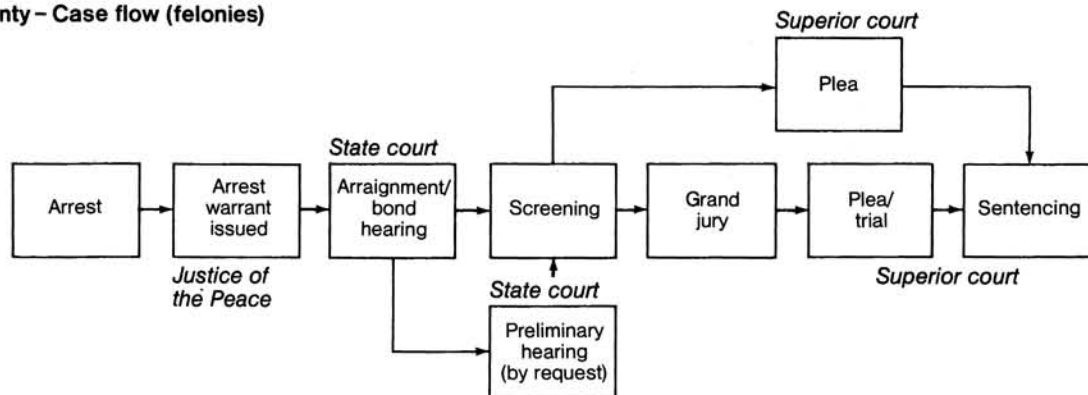 nty – Case flow (felonies)
Superior court
Plea
State court
Arrest
Arrest
warrant
issued
Arraignment/
bond
hearing
Screening
Grand
jury
Plea/
trial
Sentencing
Justice of
the Peace
State court
Superior court
Preliminary
hearing
(by request)